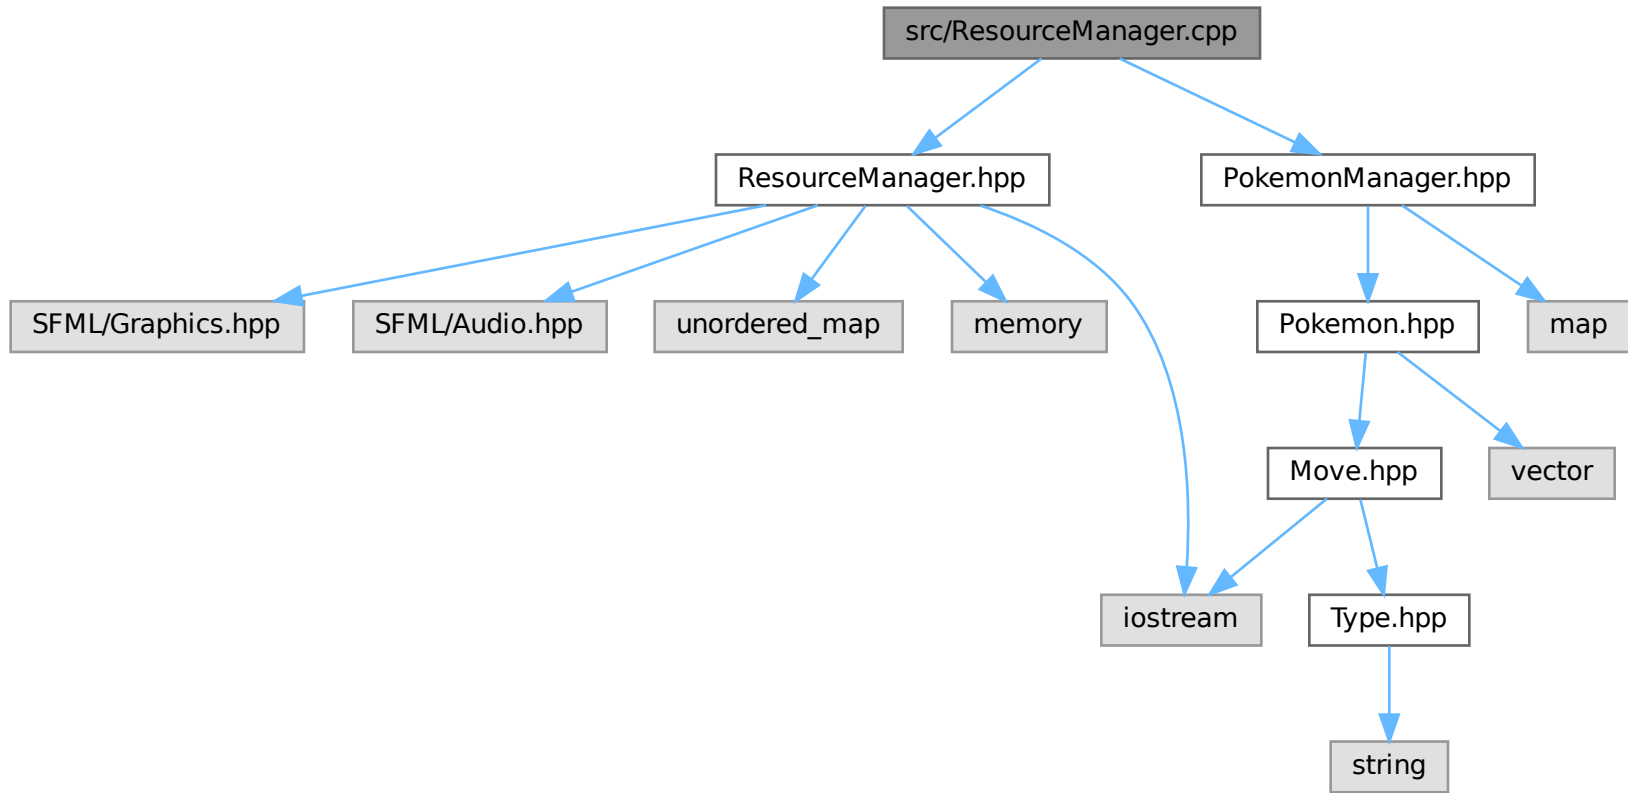 src/ResourceManager.cpp
ResourceManager.hpp
PokemonManager.hpp
SFML/Graphics.hpp
SFML/Audio.hpp
unordered_map
memory
Pokemon.hpp
map
Move.hpp
vector
iostream
Type.hpp
string